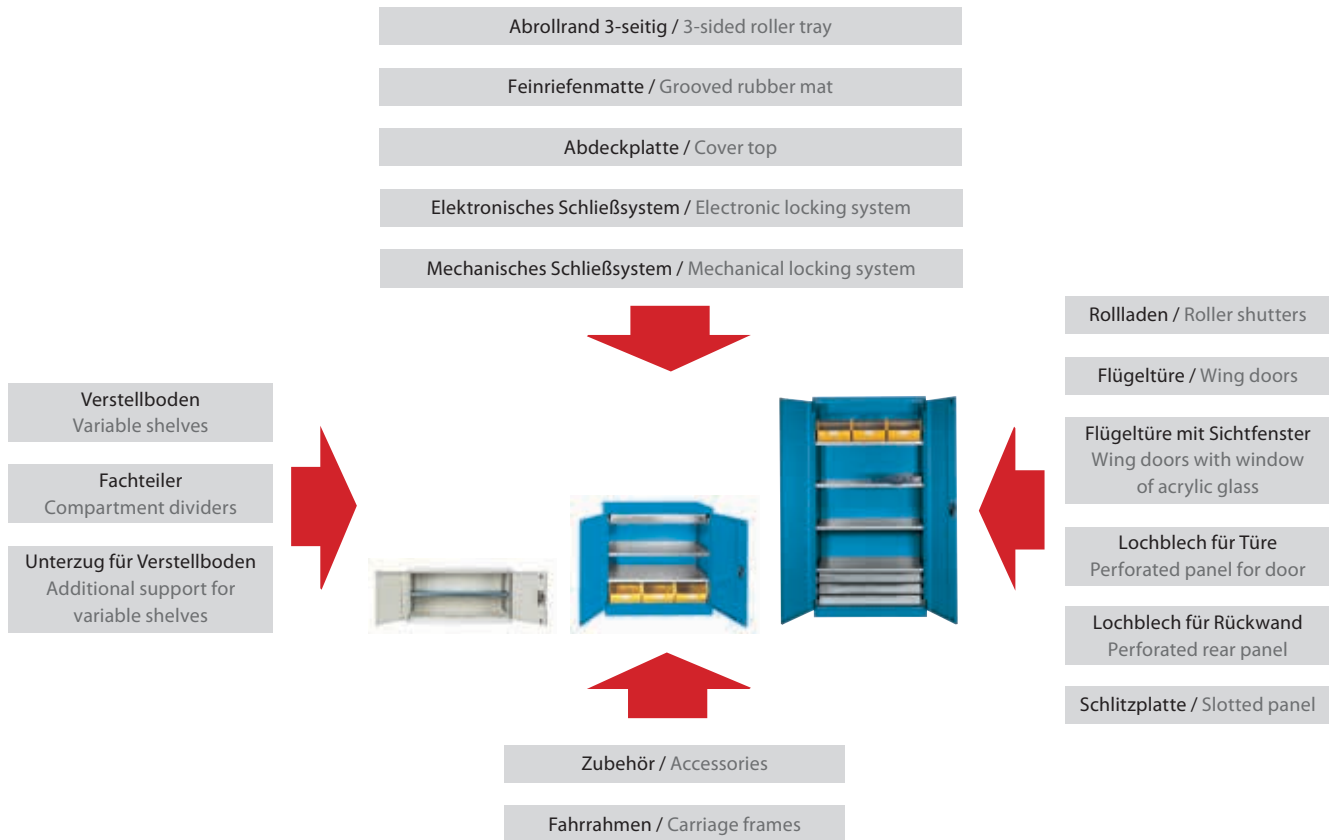 Abrollrand 3-seitig / 3-sided roller tray
Feinriefenmatte / Grooved rubber mat
Abdeckplatte / Cover top
Elektronisches Schließsystem / Electronic locking system
Mechanisches Schließsystem / Mechanical locking system
Verstellboden
Variable shelves
Fachteiler
Compartment dividers
Unterzug für Verstellboden
Additional support for
variable shelves
Rollladen / Roller shutters
Flügeltüre / Wing doors
Flügeltüre mit Sichtfenster
Wing doors with window
of acrylic glass
Lochblech für Türe
Perforated panel for door
Lochblech für Rückwand
Perforated rear panel
Schlitzplatte / Slotted panel
Zubehör / Accessories
Fahrrahmen / Carriage frames